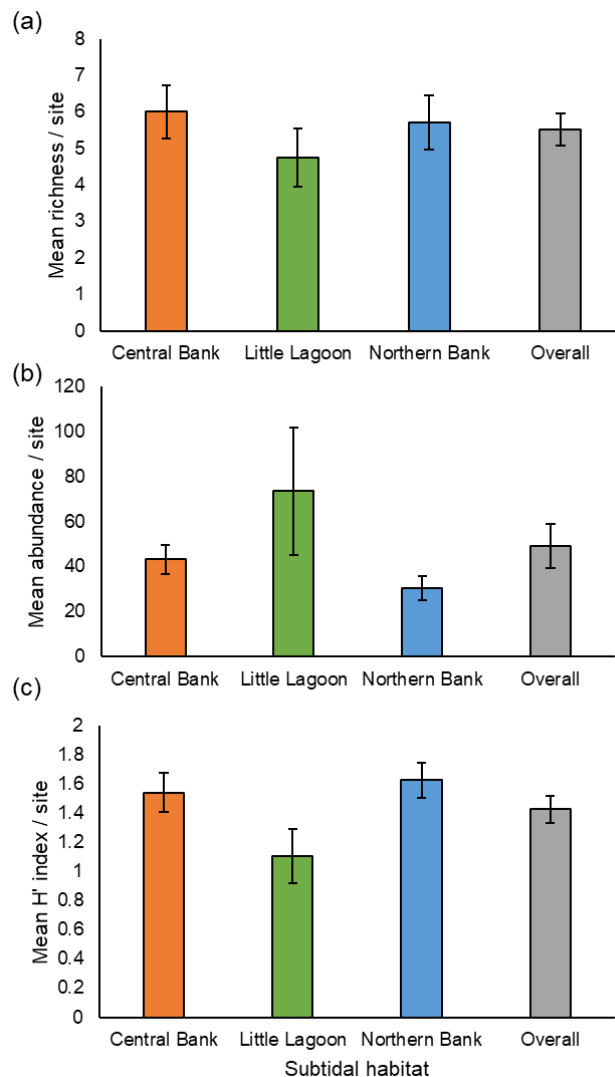 (a)
Mean richness / site
8
7
6
5
4
3
2
1
0
Central Bank Little Lagoon Northern Bank Overall
(b)
Mean abundance / site
120
100
80
60
40
20
0
Central Bank Little Lagoon Northern Bank Overall
(c)
Mean H' index / site
2
1.8
1.6
1.4
1.2
1
0.8
0.6
0.4
0.2
0
Central Bank Little Lagoon Northern Bank Overall
Subtidal habitat